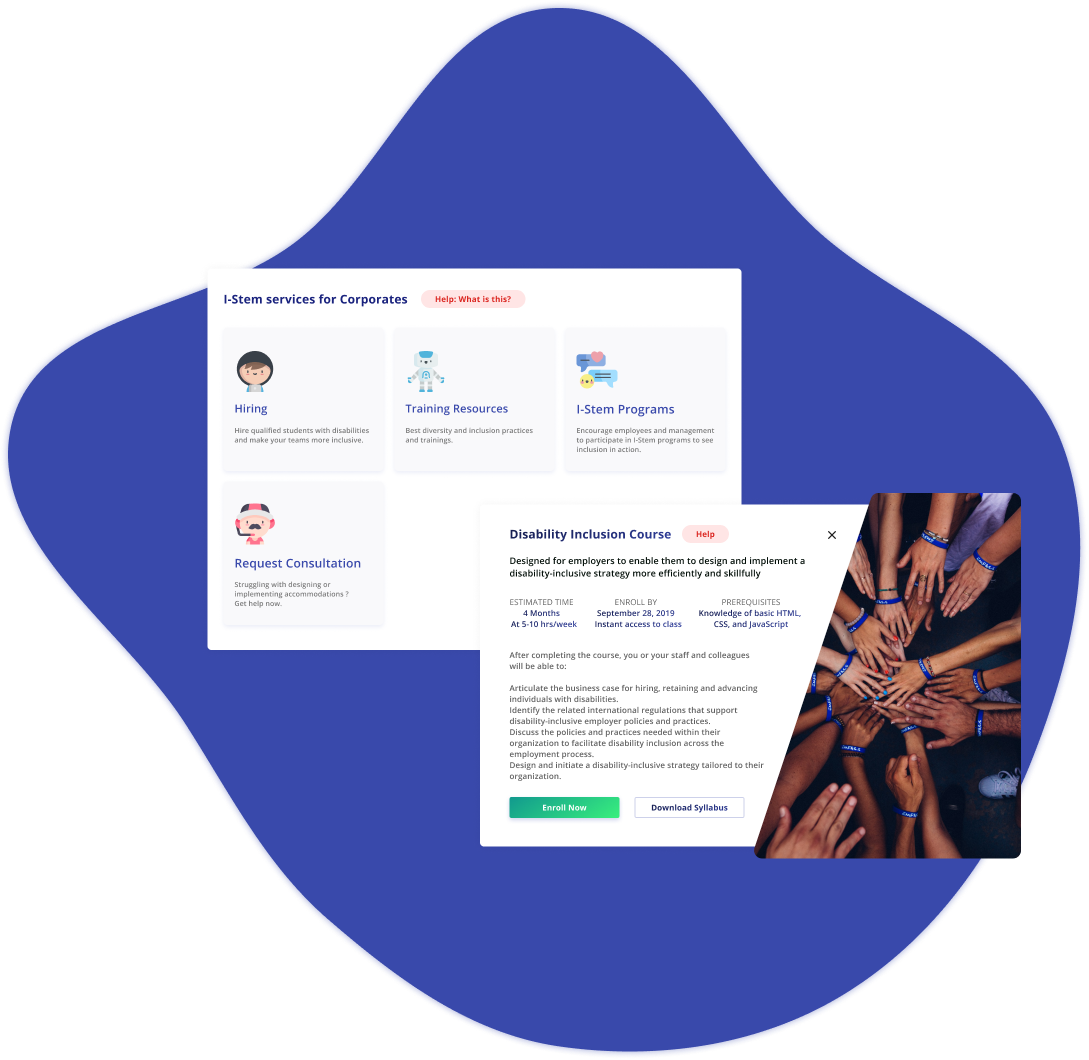 I-Stem services for Corporates
Help: What is this?
Hiring
Hire qualified students with disabilities
and make your teams more inclusive.
Training Resources
Best diversity and inclusion practices
and trainings.
I-Stem Programs
Encourage employees and management
to participate in I-Stem programs to see
inclusion in action.
Request Consultation
Struggling with designing or
implementing accommodations ?
Get help now.
Disability Inclusion Course
Help
Designed for employers to enable them to design and implement a
disability-inclusive strategy more efficiently and skillfully
ESTIMATED TIME
4 Months
At 5-10 hrs/week
ENROLL BY
September 28, 2019
Instant access to class
PREREQUISITES
Knowledge of basic HTML,
CSS, and JavaScript
After completing the course, you or your staff and colleagues
will be able to:
Articulate the business case for hiring, retaining and advancing
individuals with disabilities.
Identify the related international regulations that support
disability-inclusive employer policies and practices.
Discuss the policies and practices needed within their
organization to facilitate disability inclusion across the
employment process.
Design and initiate a disability-inclusive strategy tailored to their
organization.
Enroll Now
Download Syllabus